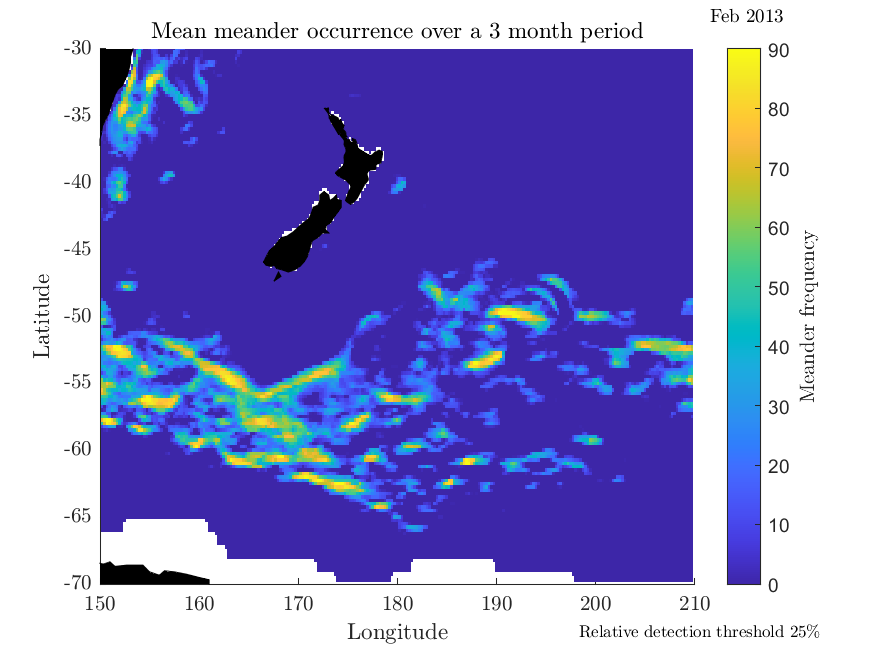 Feb 2013
Mean meander occurrence over a 3 month period
-30
-35
-40
-45
-50
-55
-60
-65
-70
Latitude
150 160 170 180 190 200 210
Longitude
90
80
70
60
50
40
30
20
10
0
Meander frequency
Relative detection threshold 25%